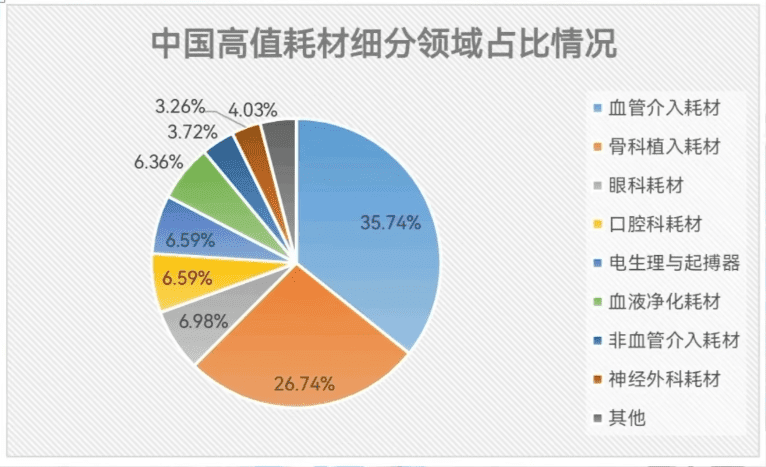 中国高值耗材细分领域占比情况
3.26%
4.03%
3.72%
6.36%
35.74%
6.59%
6.59%
6.98%
26.74%
血管介入耗材
骨科植入耗材
眼科耗材
口腔科耗材
电生理与起搏器
血液净化耗材
非血管介入耗材
神经外科耗材
其他